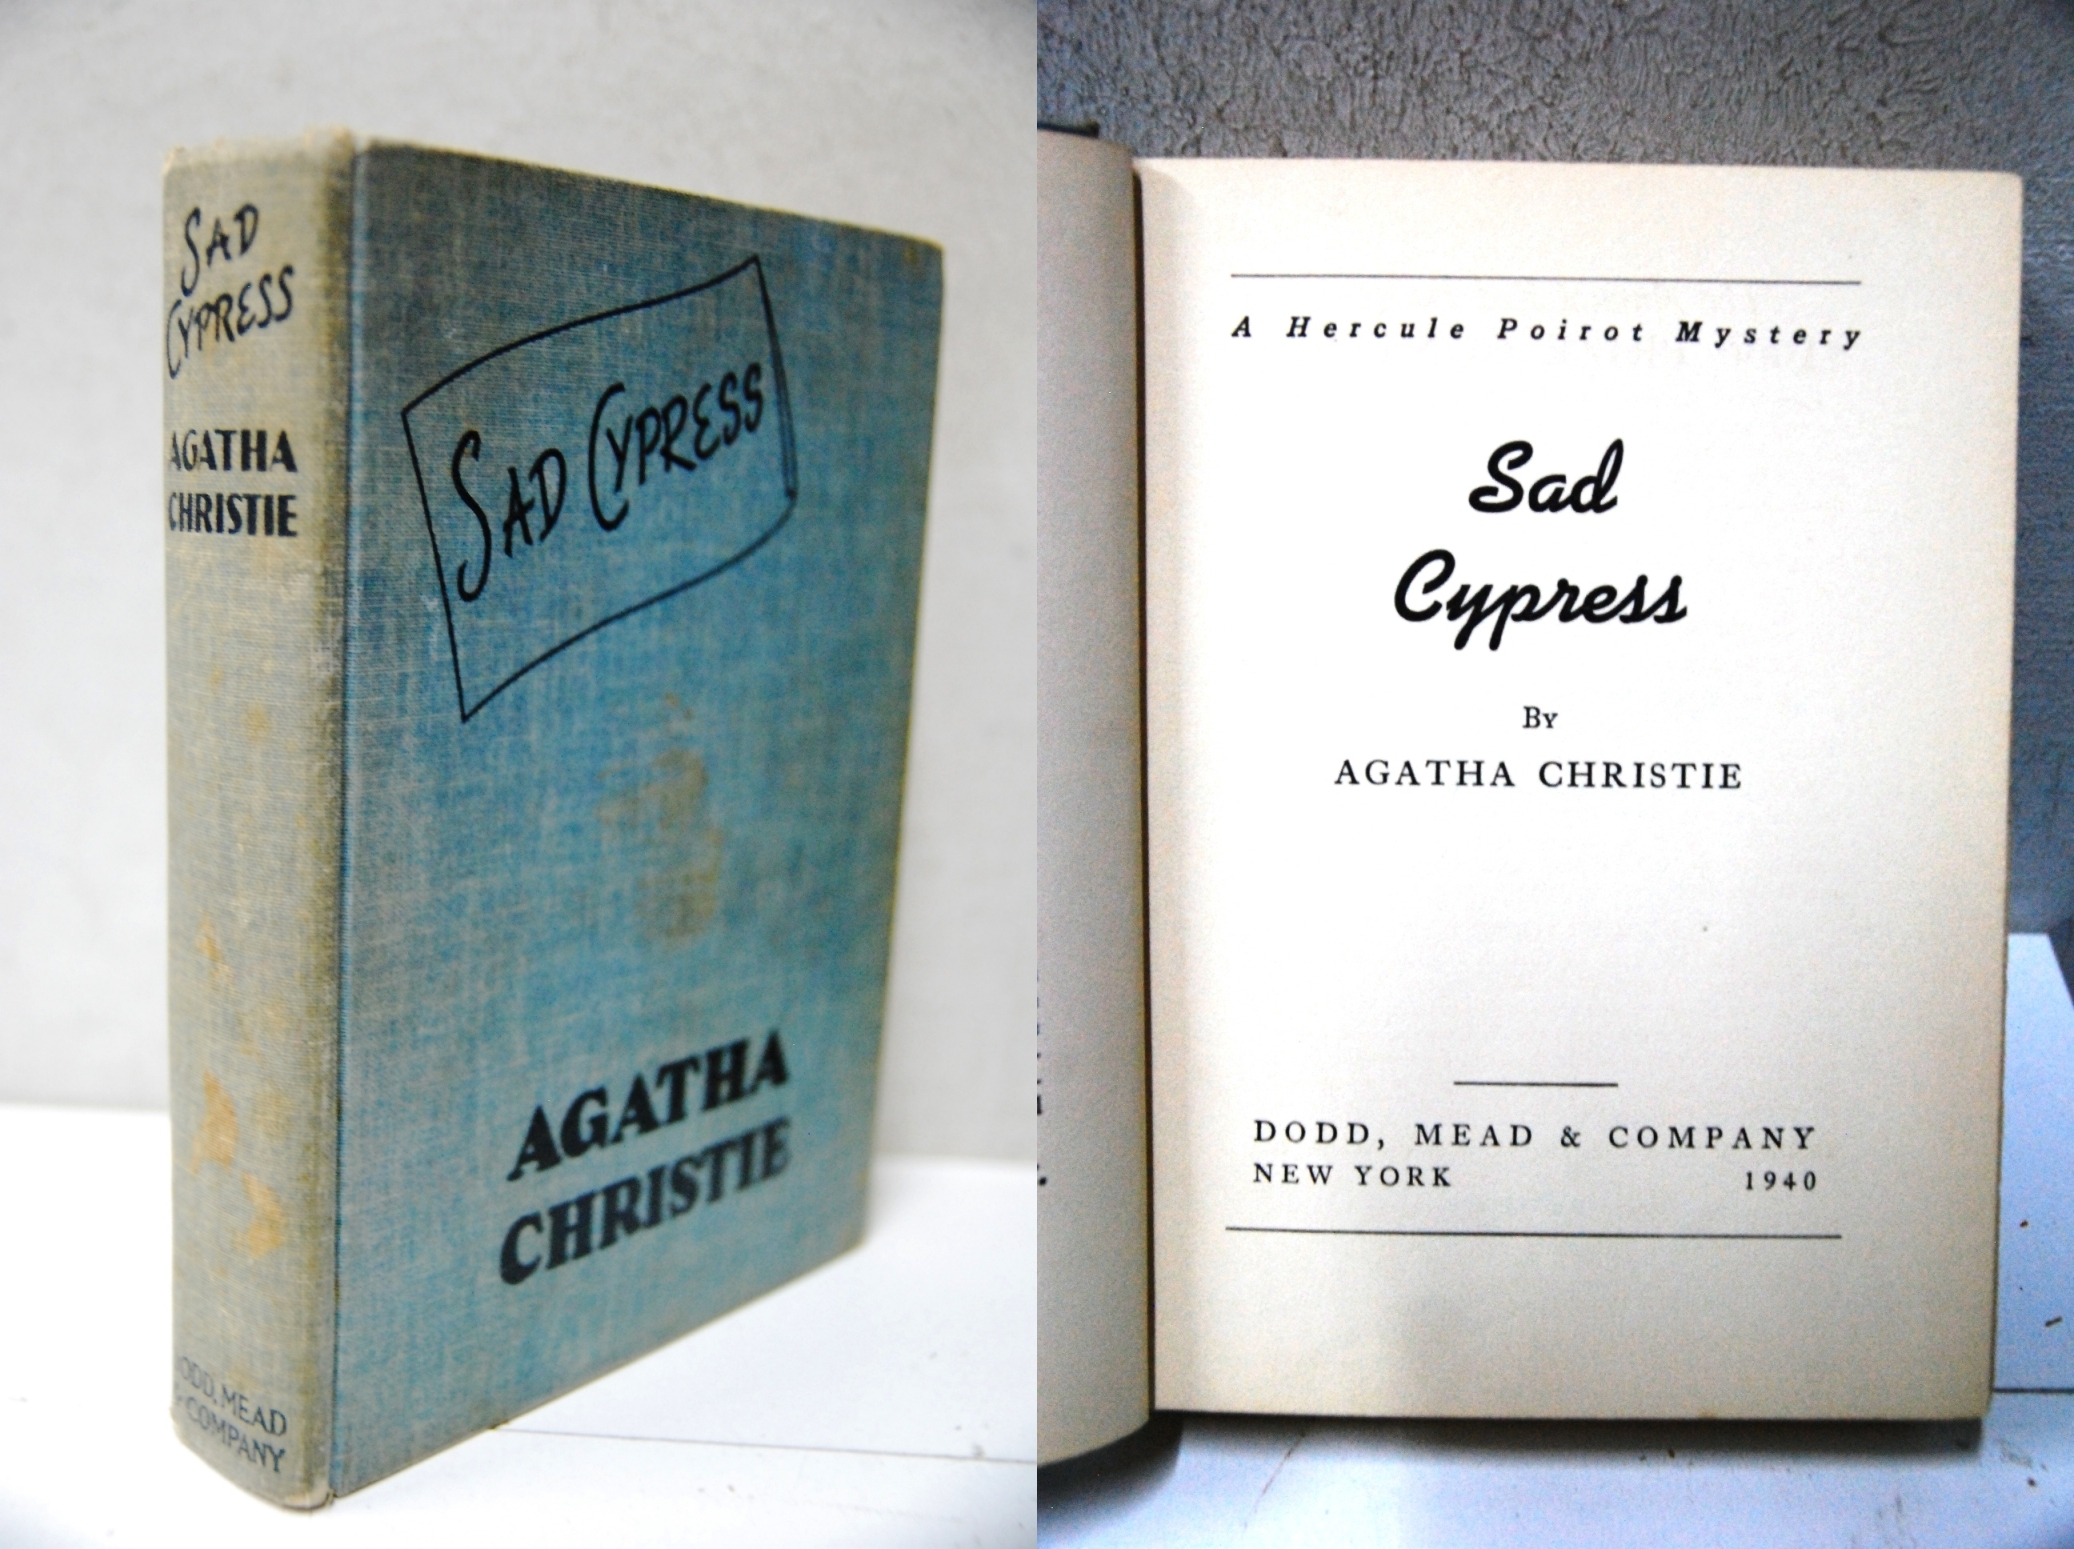 SAD
CYPRESS
AGATHA
CHRISTIE
MEAD
COMPANY
SAD CYPRESS
AGATHA
CHRISTIE
A Hercule Poirot Mystery
Sad
Cypress
By
AGATHA CHRISTIE
DODD, MEAD & COMPANY
NEW YORK 1940